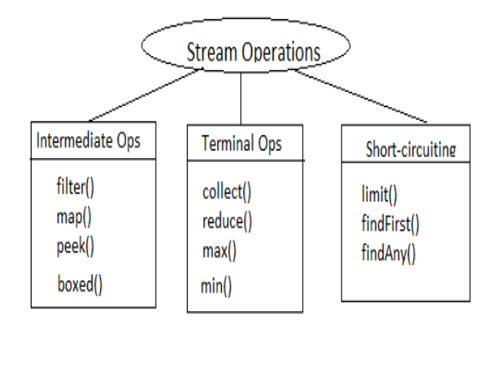 Stream Operations
Intermediate Ops
filter()
map()
peek()
boxed()
Terminal Ops
collect()
reduce()
max()
min()
Short-circuiting
limit()
findFirst()
findAny()